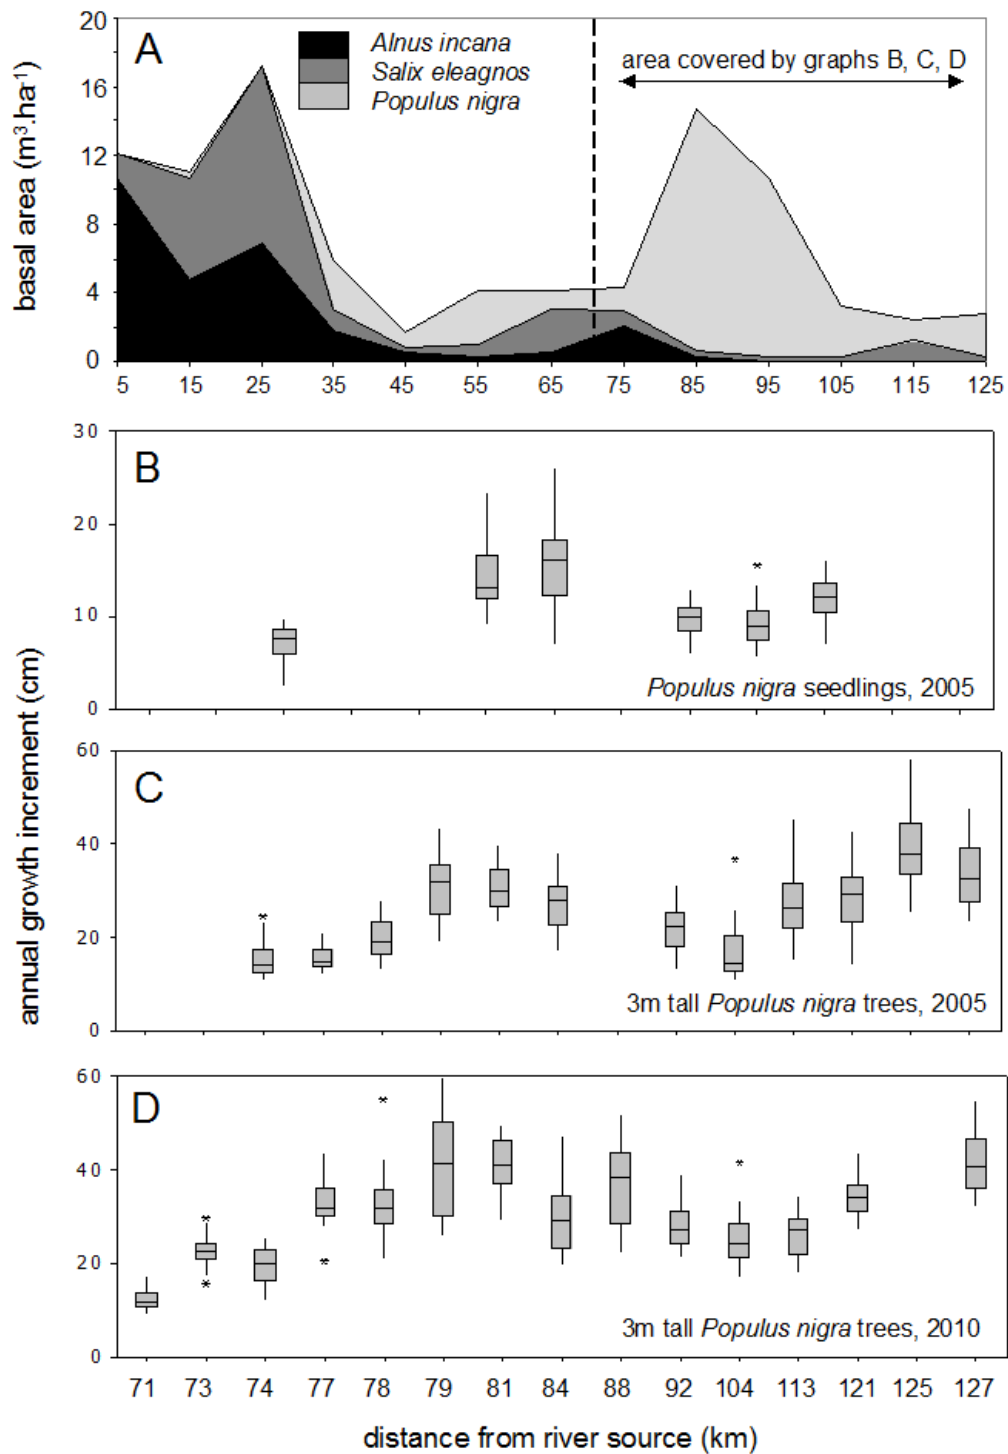 20
A
Alnus incana
Salix eleagnos
Populus nigra
area covered by graphs B, C, D
16
12
8
4
0
basal area (m³.ha⁻¹)
5 15 25 35 45 55 65 75 85 95 105 115 125
30
B
20
10
0
Populus nigra seedlings, 2005
annual growth increment (cm)
60
C
40
20
0
3m tall Populus nigra trees, 2005
60
D
40
20
0
3m tall Populus nigra trees, 2010
71 73 74 77 78 79 81 84 88 92 104 113 121 125 127
distance from river source (km)